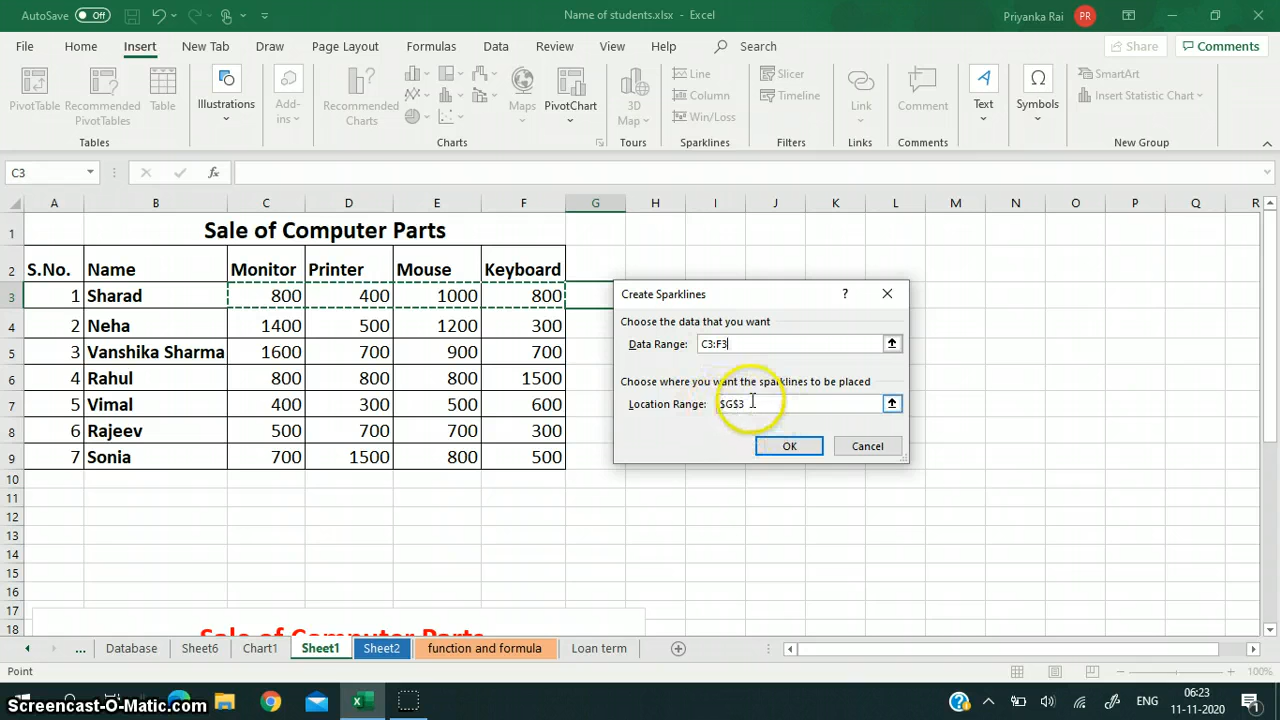 AutoSave Off Name of students.xlsx - Excel Priyanka Rai PR
File Home Insert New Tab Draw Page Layout Formulas Data Review View Help Search Share Comments
PivotTable Recommended PivotTables Table Illustrations Add-ins Recommended Charts Maps PivotChart 3D Map Line Column Win/Loss Slicer Timeline Link Comment Text Symbols SmartArt Insert Statistic Chart
Tables Charts Tours Sparklines Filters Links Comments New Group
C3 fx
A B C D E F G H I J K L M N O P Q R
1 Sale of Computer Parts
2 S.No. Name Monitor Printer Mouse Keyboard
3 1 Sharad 800 400 1000 800
4 2 Neha 1400 500 1200 300
5 3 Vanshika Sharma 1600 700 900 700
6 4 Rahul 800 800 800 1500
7 5 Vimal 400 300 500 600
8 6 Rajeev 500 700 700 300
9 7 Sonia 700 1500 800 500
10
11
12
13
14
15
16
17
18 Sale of Computer Parts
Create Sparklines ?
Choose the data that you want
Data Range: C3:F3
Choose where you want the sparklines to be placed
Location Range: $G$3
OK Cancel
... Database Sheet6 Chart1 Sheet1 Sheet2 function and formula Loan term
Point 100%
Screencast-O-Matic.com ENG 06:23
11-11-2020 1